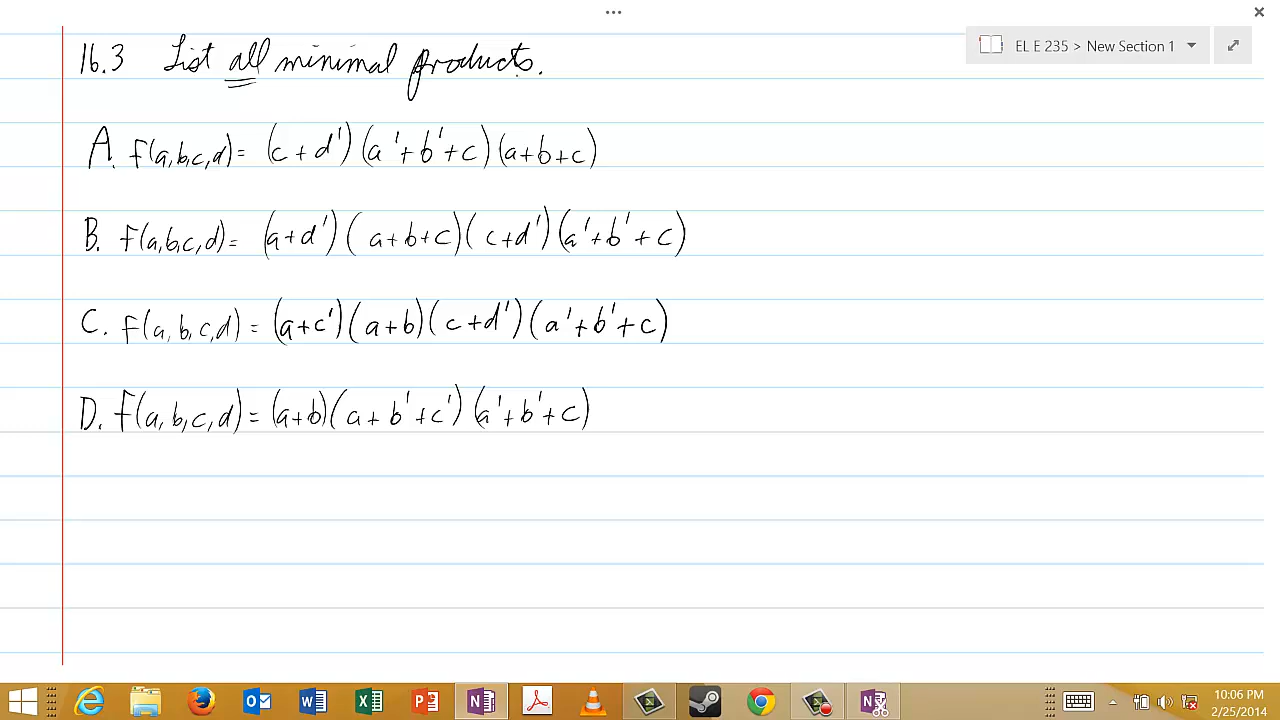 ...
×
EL E 235 > New Section 1
16.3 List all minimal products.
A. f(a,b,c,d) = (c+d')(a'+b'+c)(a+b+c)
B. f(a,b,c,d) = (a+d')(a+b+c)(c+d')(a'+b'+c)
C. f(a,b,c,d) = (a+c')(a+b)(c+d')(a'+b'+c)
D. f(a,b,c,d) = (a+b)(a+b'+c')(a'+b'+c)
10:06 PM
2/25/2014